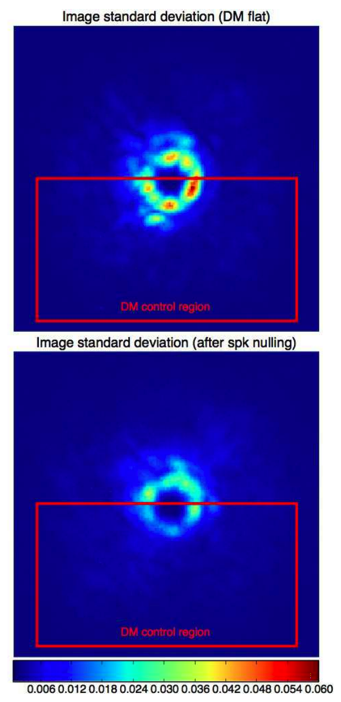 Image standard deviation (DM flat)
DM control region
Image standard deviation (after spk nulling)
DM control region
0.006 0.012 0.018 0.024 0.030 0.036 0.042 0.048 0.054 0.060